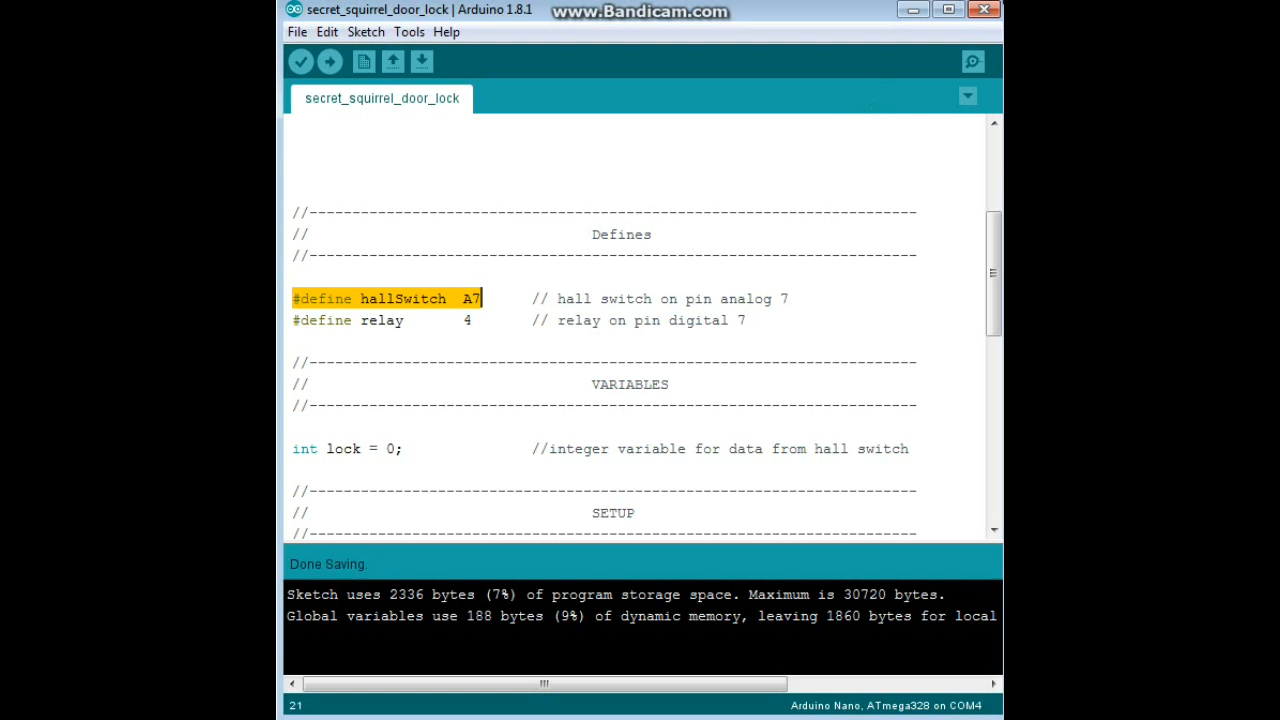 secret_squirrel_door_lock | Arduino 1.8.1
www.Bandicam.com
File Edit Sketch Tools Help
secret_squirrel_door_lock
//-----------------------------------------------------------------------
// Defines
//-----------------------------------------------------------------------
#define hallSwitch A7 // hall switch on pin analog 7
#define relay 4 // relay on pin digital 7
//-----------------------------------------------------------------------
// VARIABLES
//-----------------------------------------------------------------------
int lock = 0; //integer variable for data from hall switch
//-----------------------------------------------------------------------
// SETUP
//-----------------------------------------------------------------------
Done Saving.
Sketch uses 2336 bytes (7%) of program storage space. Maximum is 30720 bytes.
Global variables use 188 bytes (9%) of dynamic memory, leaving 1860 bytes for local
21 Arduino Nano, ATmega328 on COM4